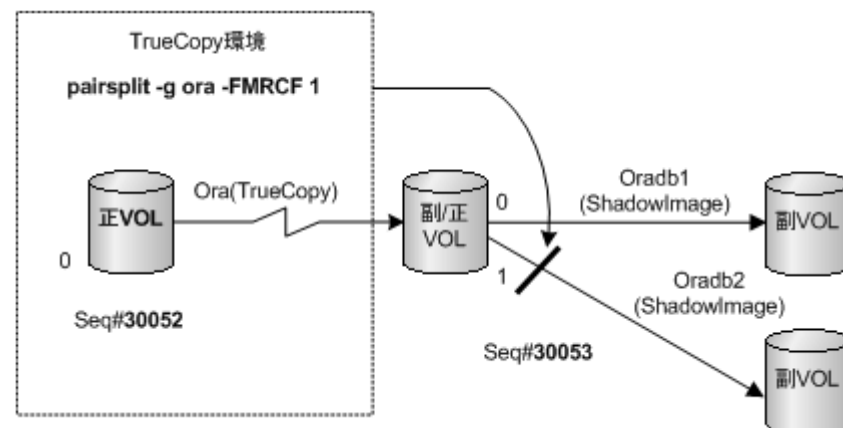 TrueCopy環境
pairsplit -g ora -FMRCF 1
正VOL
0
Seq#30052
Ora(TrueCopy)
副/正
VOL
0
1
Seq#30053
Oradb1
(ShadowImage)
副VOL
Oradb2
(ShadowImage)
副VOL